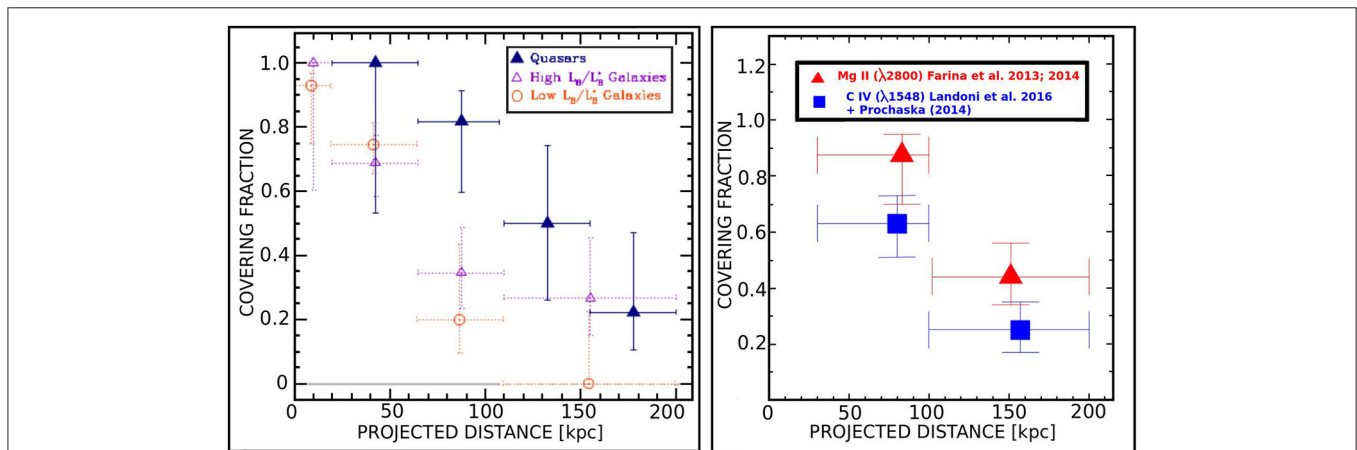 Quasars
High L_B/L*_B Galaxies
Low L_B/L*_B Galaxies
COVERING FRACTION
1.0
0.8
0.6
0.4
0.2
0
0 50 100 150 200
PROJECTED DISTANCE [kpc]
Mg II (λ2800) Farina et al. 2013; 2014
C IV (λ1548) Landoni et al. 2016
+ Prochaska (2014)
COVERING FRACTION
1.2
1.0
0.8
0.6
0.4
0.2
0 50 100 150 200
PROJECTED DISTANCE [kpc]